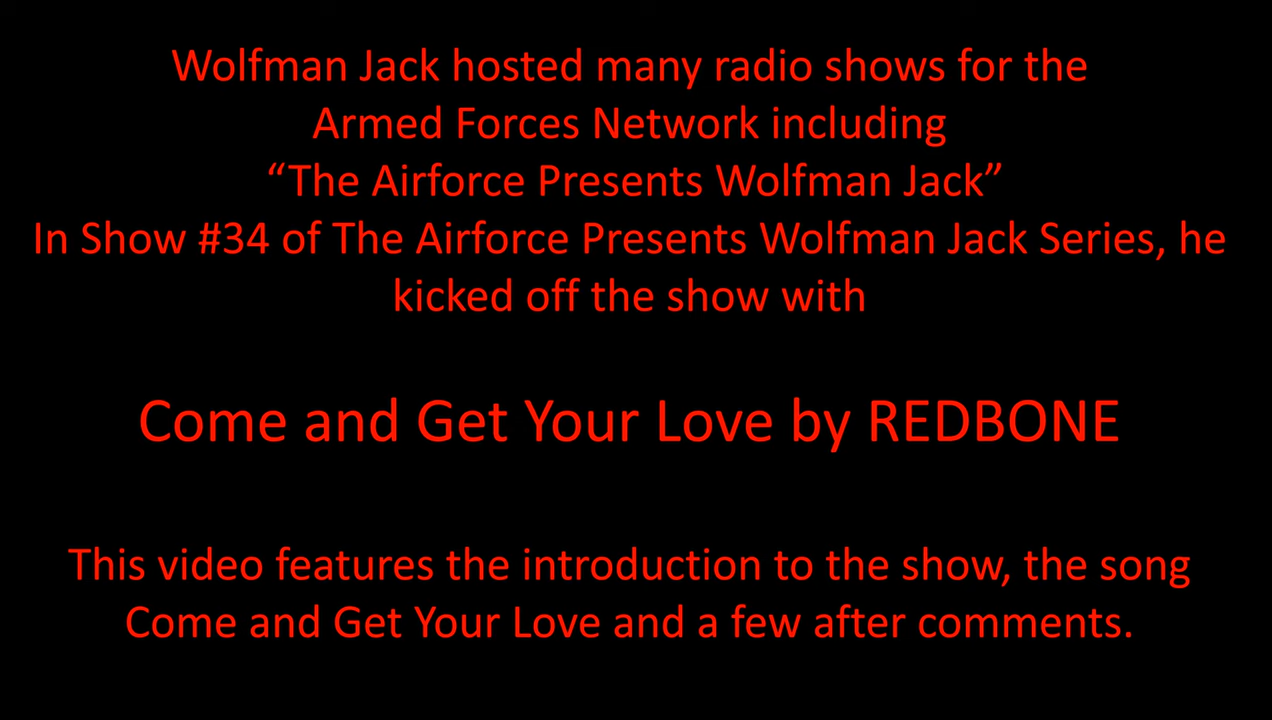 Wolfman Jack hosted many radio shows for the
Armed Forces Network including
“The Airforce Presents Wolfman Jack”
In Show #34 of The Airforce Presents Wolfman Jack Series, he
kicked off the show with
Come and Get Your Love by REDBONE
This video features the introduction to the show, the song
Come and Get Your Love and a few after comments.